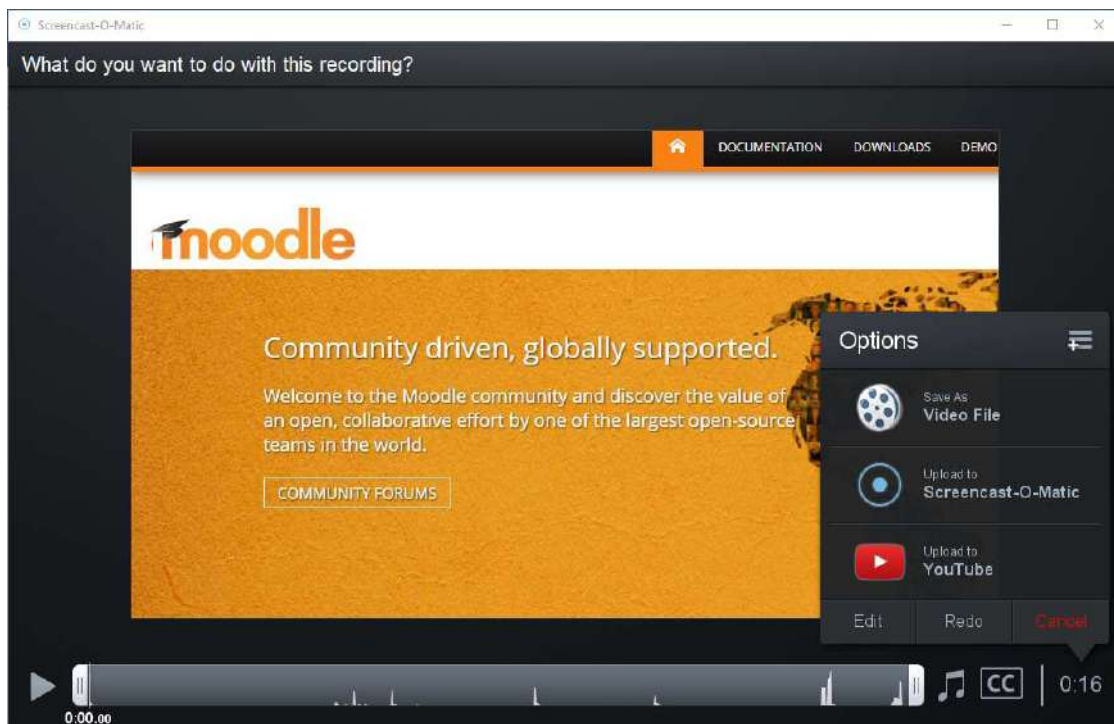 Screencast-O-Matic
What do you want to do with this recording?
DOCUMENTATION DOWNLOADS DEMO
moodle
Community driven, globally supported.
Welcome to the Moodle community and discover the value of
an open, collaborative effort by one of the largest open-source
teams in the world.
COMMUNITY FORUMS
Options
Save As
Video File
Upload to
Screencast-O-Matic
Upload to
YouTube
Edit Redo Cancel
CC 0:16
0:00.00